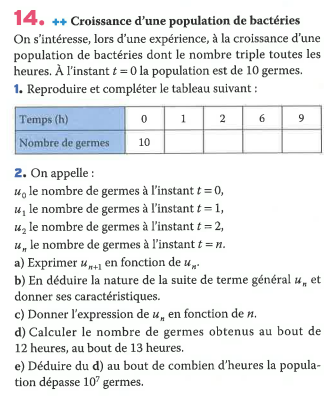 14. ++ Croissance d'une population de bactéries
On s'intéresse, lors d'une expérience, à la croissance d'une
population de bactéries dont le nombre triple toutes les
heures. À l'instant t = 0 la population est de 10 germes.
1. Reproduire et compléter le tableau suivant :
Temps (h) 0 1 2 6 9
Nombre de germes 10
2. On appelle :
u₀ le nombre de germes à l'instant t = 0,
u₁ le nombre de germes à l'instant t = 1,
u₂ le nombre de germes à l'instant t = 2,
uₙ le nombre de germes à l'instant t = n.
a) Exprimer uₙ₊₁ en fonction de uₙ.
b) En déduire la nature de la suite de terme général uₙ et
donner ses caractéristiques.
c) Donner l'expression de uₙ en fonction de n.
d) Calculer le nombre de germes obtenus au bout de
12 heures, au bout de 13 heures.
e) Déduire du d) au bout de combien d'heures la popula-
tion dépasse 10⁷ germes.